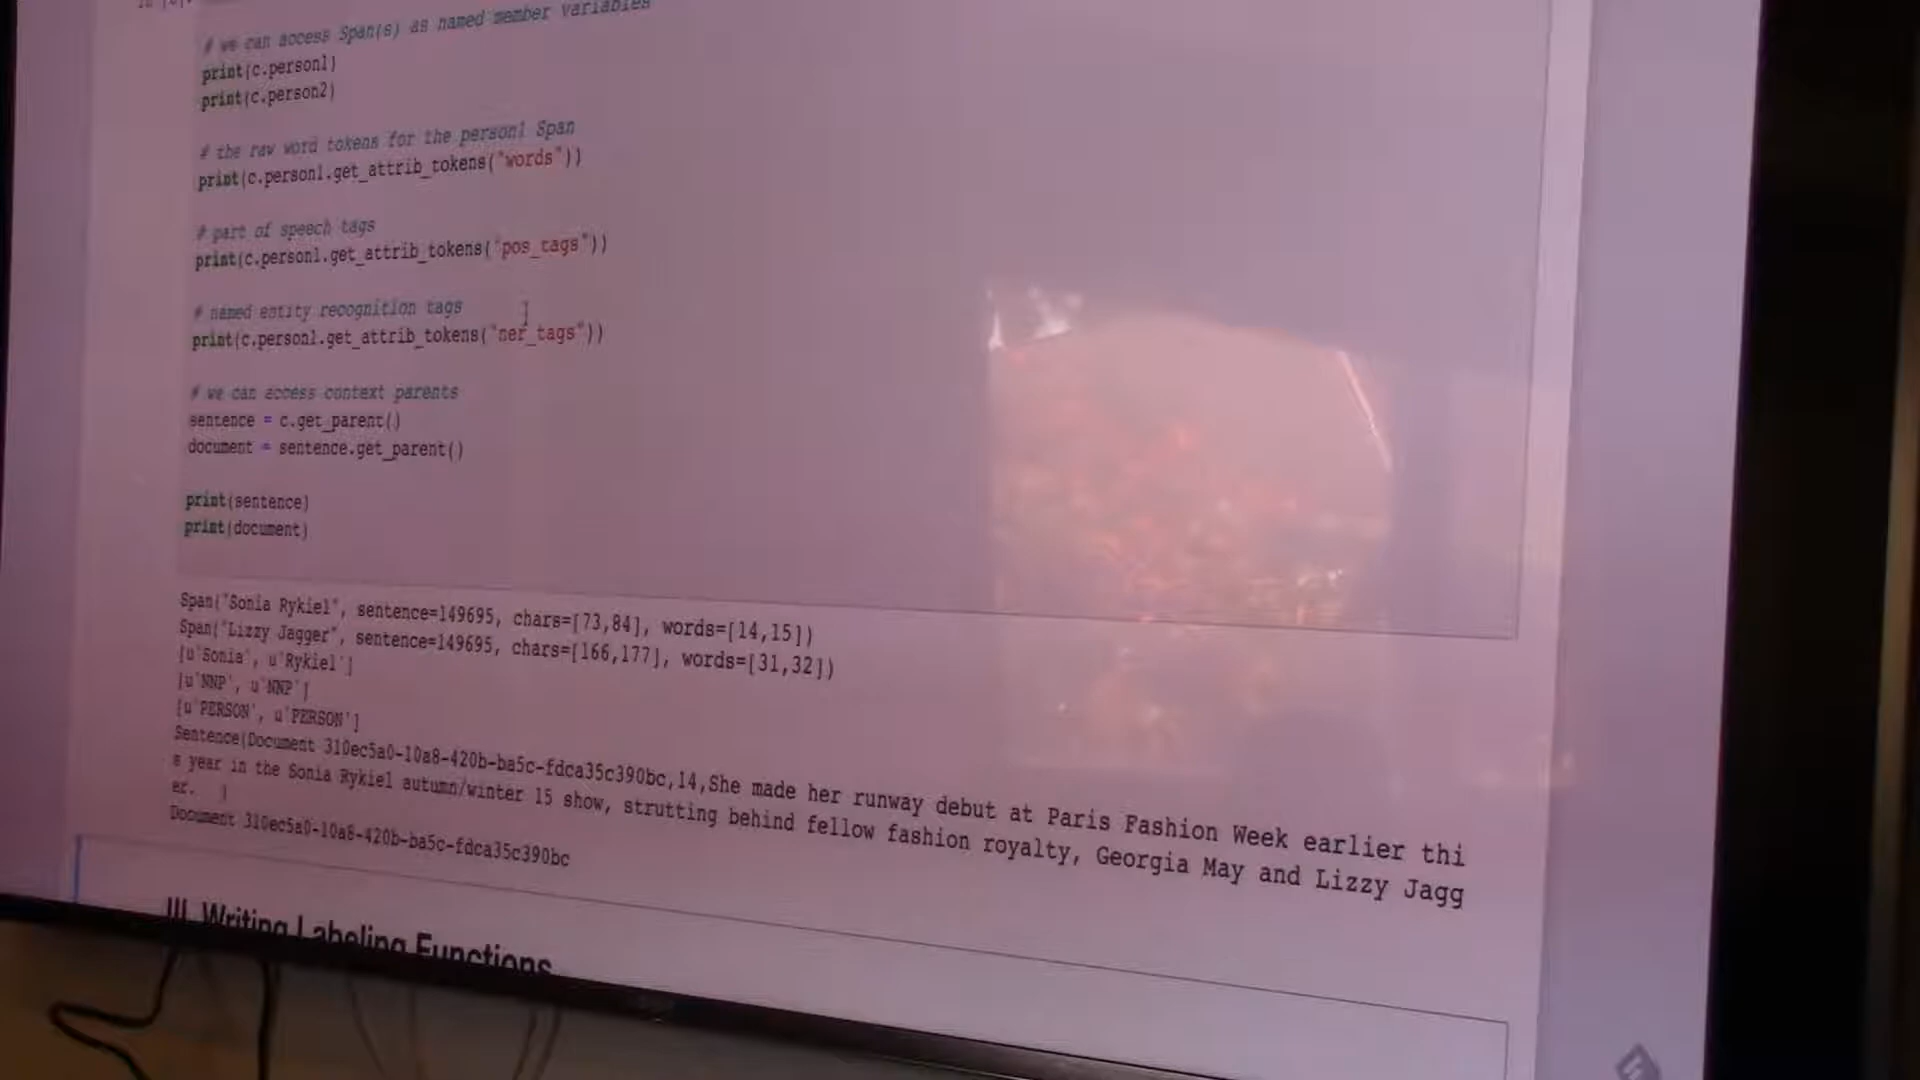 # we can access Span(s) as named member variables
print(c.person1)
print(c.person2)
# the raw word tokens for the person1 Span
print(c.person1.get_attrib_tokens("words"))
# part of speech tags
print(c.person1.get_attrib_tokens("pos_tags"))
# named entity recognition tags
print(c.person1.get_attrib_tokens("ner_tags"))
# we can access context parents
sentence = c.get_parent()
document = sentence.get_parent()
print(sentence)
print(document)
Span("Sonia Rykiel", sentence=149695, chars=[73,84], words=[14,15])
Span("Lizzy Jagger", sentence=149695, chars=[166,177], words=[31,32])
[u'Sonia', u'Rykiel']
[u'NNP', u'NNP']
[u'PERSON', u'PERSON']
Sentence(Document 310ec5a0-10a8-420b-ba5c-fdca35c390bc,14,She made her runway debut at Paris Fashion Week earlier thi
s year in the Sonia Rykiel autumn/winter 15 show, strutting behind fellow fashion royalty, Georgia May and Lizzy Jagg
er. )
Document 310ec5a0-10a8-420b-ba5c-fdca35c390bc
III. Writing Labeling Functions